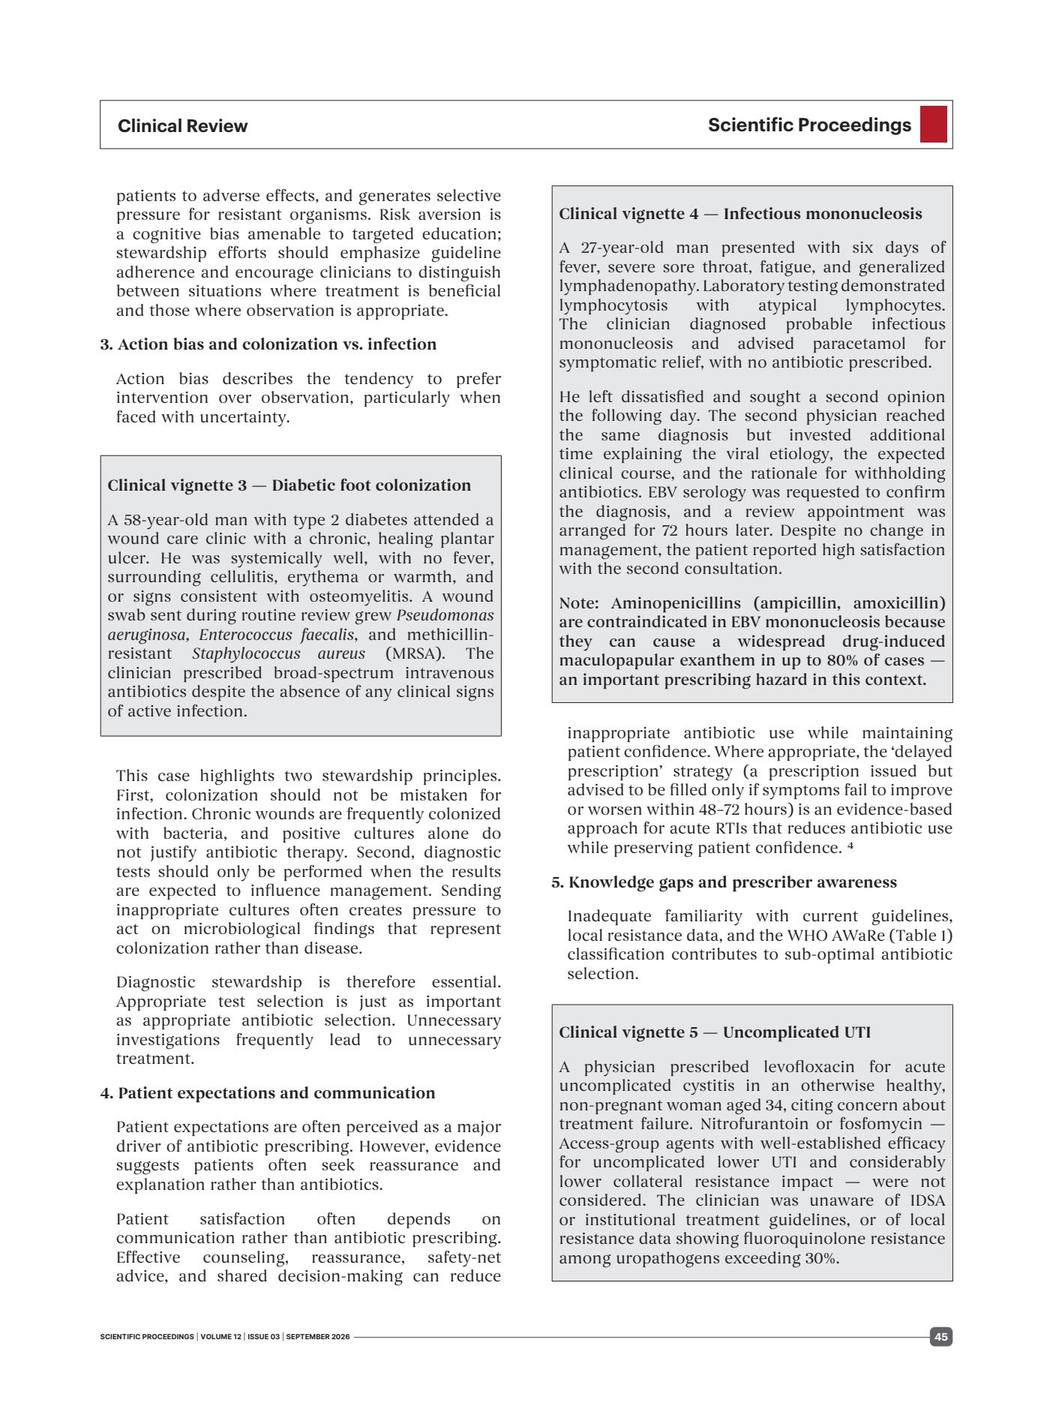 Clinical Review
Scientific Proceedings
patients to adverse effects, and generates selective
pressure for resistant organisms. Risk aversion is
a cognitive bias amenable to targeted education;
stewardship efforts should emphasize guideline
adherence and encourage clinicians to distinguish
between situations where treatment is beneficial
and those where observation is appropriate.
3. Action bias and colonization vs. infection
Action bias describes the tendency to prefer
intervention over observation, particularly when
faced with uncertainty.
Clinical vignette 3 — Diabetic foot colonization
A 58-year-old man with type 2 diabetes attended a
wound care clinic with a chronic, healing plantar
ulcer. He was systemically well, with no fever,
surrounding cellulitis, erythema or warmth, and
or signs consistent with osteomyelitis. A wound
swab sent during routine review grew Pseudomonas
aeruginosa, Enterococcus faecalis, and methicillin-
resistant Staphylococcus aureus (MRSA). The
clinician prescribed broad-spectrum intravenous
antibiotics despite the absence of any clinical signs
of active infection.
This case highlights two stewardship principles.
First, colonization should not be mistaken for
infection. Chronic wounds are frequently colonized
with bacteria, and positive cultures alone do
not justify antibiotic therapy. Second, diagnostic
tests should only be performed when the results
are expected to influence management. Sending
inappropriate cultures often creates pressure to
act on microbiological findings that represent
colonization rather than disease.
Diagnostic stewardship is therefore essential.
Appropriate test selection is just as important
as appropriate antibiotic selection. Unnecessary
investigations frequently lead to unnecessary
treatment.
4. Patient expectations and communication
Patient expectations are often perceived as a major
driver of antibiotic prescribing. However, evidence
suggests patients often seek reassurance and
explanation rather than antibiotics.
Patient satisfaction often depends on
communication rather than antibiotic prescribing.
Effective counseling, reassurance, safety-net
advice, and shared decision-making can reduce
Clinical vignette 4 — Infectious mononucleosis
A 27-year-old man presented with six days of
fever, severe sore throat, fatigue, and generalized
lymphadenopathy. Laboratory testing demonstrated
lymphocytosis with atypical lymphocytes.
The clinician diagnosed probable infectious
mononucleosis and advised paracetamol for
symptomatic relief, with no antibiotic prescribed.
He left dissatisfied and sought a second opinion
the following day. The second physician reached
the same diagnosis but invested additional
time explaining the viral etiology, the expected
clinical course, and the rationale for withholding
antibiotics. EBV serology was requested to confirm
the diagnosis, and a review appointment was
arranged for 72 hours later. Despite no change in
management, the patient reported high satisfaction
with the second consultation.
Note: Aminopenicillins (ampicillin, amoxicillin)
are contraindicated in EBV mononucleosis because
they can cause a widespread drug-induced
maculopapular exanthem in up to 80% of cases —
an important prescribing hazard in this context.
inappropriate antibiotic use while maintaining
patient confidence. Where appropriate, the ‘delayed
prescription’ strategy (a prescription issued but
advised to be filled only if symptoms fail to improve
or worsen within 48–72 hours) is an evidence-based
approach for acute RTIs that reduces antibiotic use
while preserving patient confidence. ⁴
5. Knowledge gaps and prescriber awareness
Inadequate familiarity with current guidelines,
local resistance data, and the WHO AWaRe (Table 1)
classification contributes to sub-optimal antibiotic
selection.
Clinical vignette 5 — Uncomplicated UTI
A physician prescribed levofloxacin for acute
uncomplicated cystitis in an otherwise healthy,
non-pregnant woman aged 34, citing concern about
treatment failure. Nitrofurantoin or fosfomycin —
Access-group agents with well-established efficacy
for uncomplicated lower UTI and considerably
lower collateral resistance impact — were not
considered. The clinician was unaware of IDSA
or institutional treatment guidelines, or of local
resistance data showing fluoroquinolone resistance
among uropathogens exceeding 30%.
SCIENTIFIC PROCEEDINGS | VOLUME 12 | ISSUE 03 | SEPTEMBER 2026
45